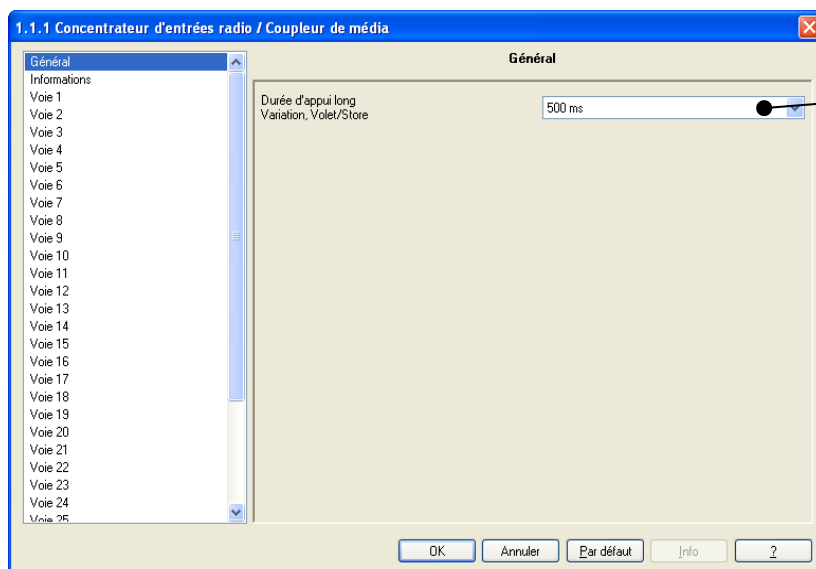 1.1.1 Concentrateur d'entrées radio / Coupleur de média
Général
Informations
Voie 1
Voie 2
Voie 3
Voie 4
Voie 5
Voie 6
Voie 7
Voie 8
Voie 9
Voie 10
Voie 11
Voie 12
Voie 13
Voie 14
Voie 15
Voie 16
Voie 17
Voie 18
Voie 19
Voie 20
Voie 21
Voie 22
Voie 23
Voie 24
Voie 25
Général
Durée d'appui long
Variation, Volet/Store
500 ms
OK
Annuler
Par défaut
Info
?